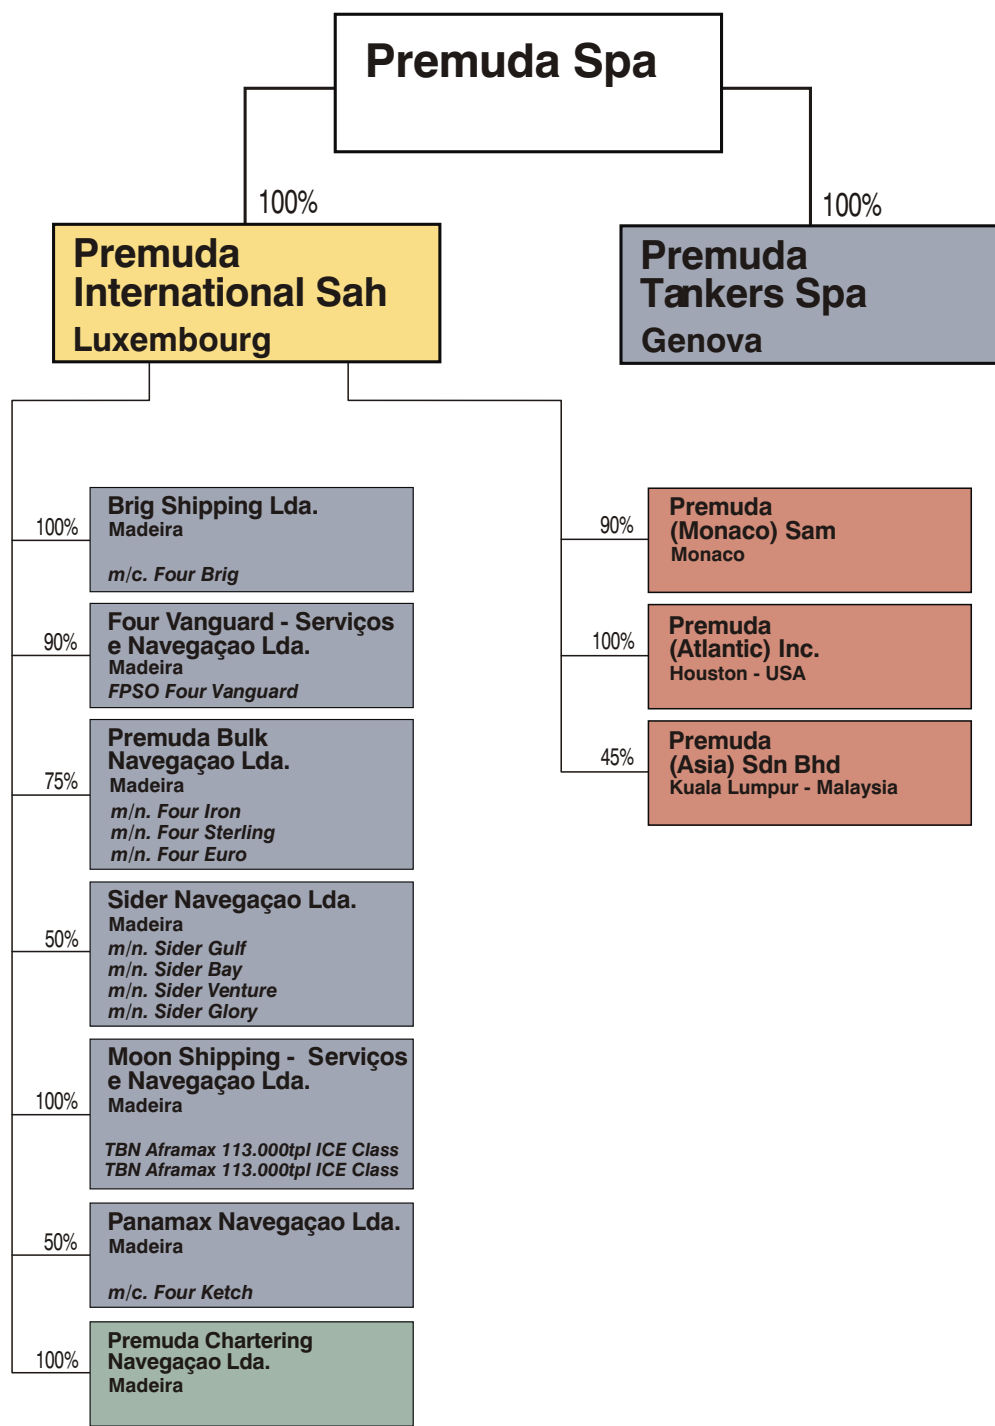 Premuda Spa
100%
100%
Premuda
International Sah
Luxembourg
Premuda
Tankers Spa
Genova
100%
Brig Shipping Lda.
Madeira
m/c. Four Brig
90%
Four Vanguard - Serviços
e Navegaçao Lda.
Madeira
FPSO Four Vanguard
75%
Premuda Bulk
Navegaçao Lda.
Madeira
m/n. Four Iron
m/n. Four Sterling
m/n. Four Euro
50%
Sider Navegaçao Lda.
Madeira
m/n. Sider Gulf
m/n. Sider Bay
m/n. Sider Venture
m/n. Sider Glory
100%
Moon Shipping - Serviços
e Navegaçao Lda.
Madeira
TBN Aframax 113.000tpl ICE Class
TBN Aframax 113.000tpl ICE Class
50%
Panamax Navegaçao Lda.
Madeira
m/c. Four Ketch
100%
Premuda Chartering
Navegaçao Lda.
Madeira
90%
Premuda
(Monaco) Sam
Monaco
100%
Premuda
(Atlantic) Inc.
Houston - USA
45%
Premuda
(Asia) Sdn Bhd
Kuala Lumpur - Malaysia